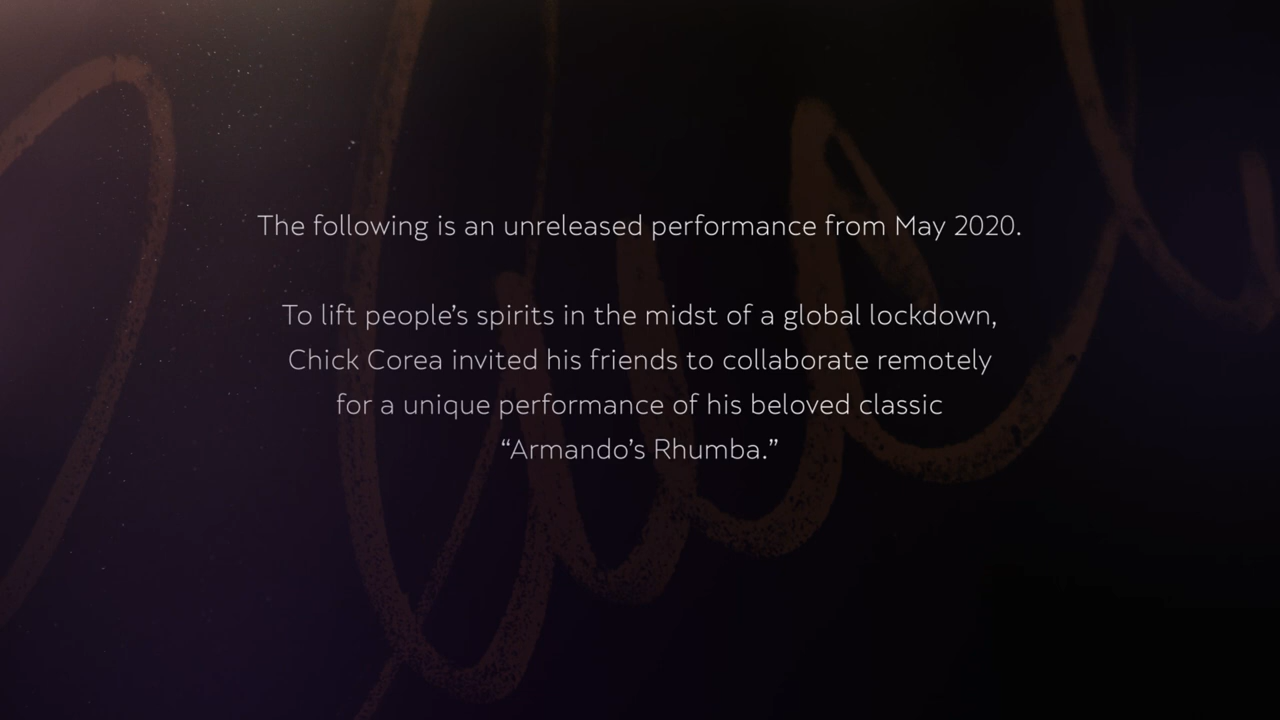 The following is an unreleased performance from May 2020.
To lift people’s spirits in the midst of a global lockdown,
Chick Corea invited his friends to collaborate remotely
for a unique performance of his beloved classic
“Armando’s Rhumba.”